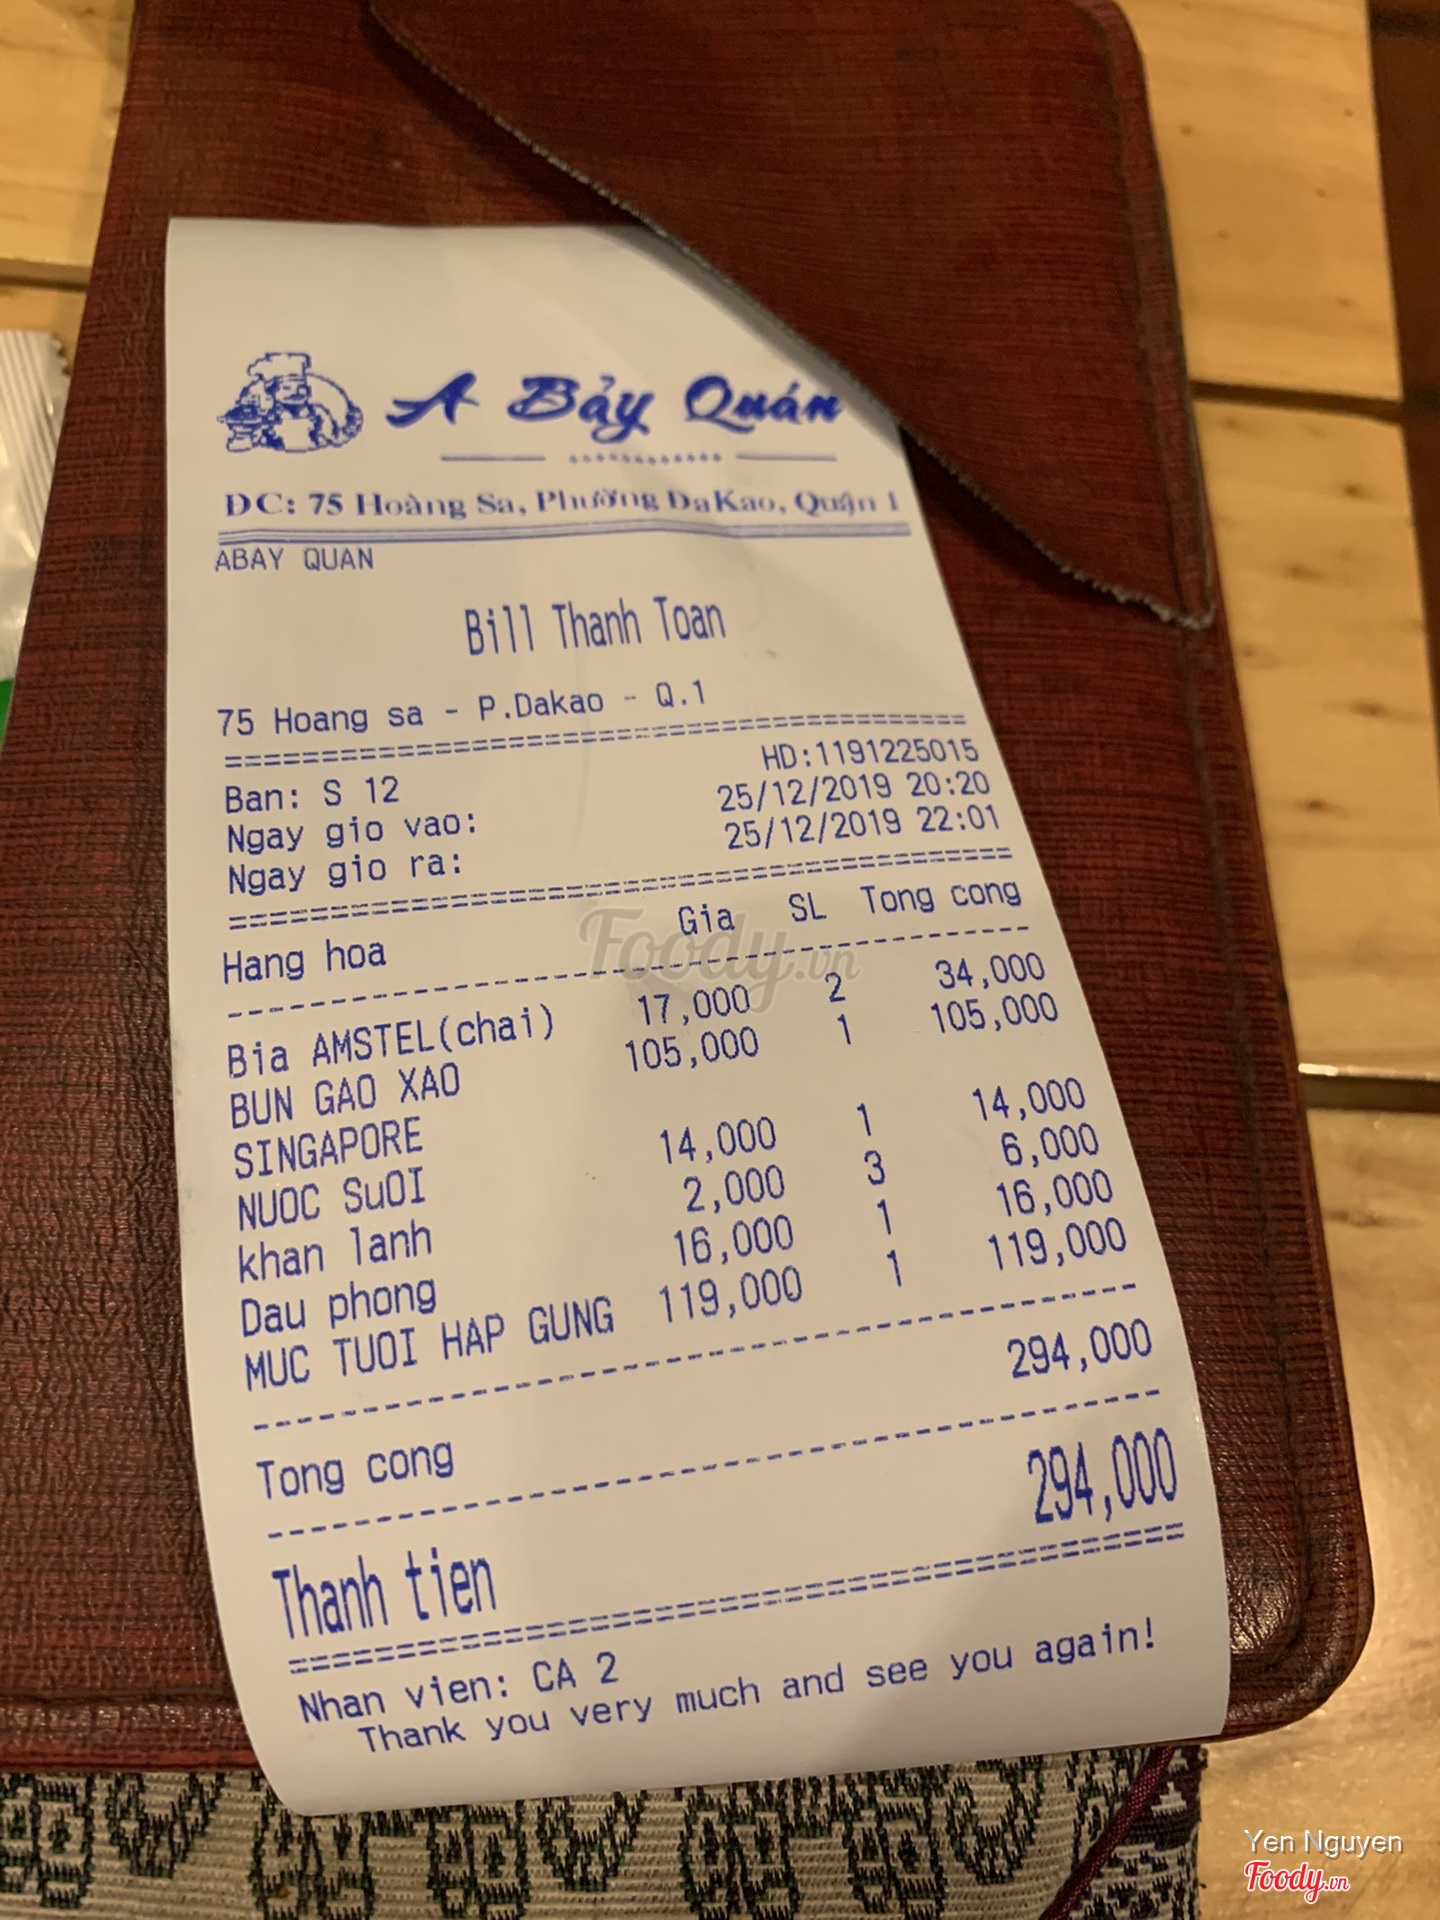 A Bảy Quán
ĐC: 75 Hoàng Sa, Phường DaKao, Quận 1
ABAY QUAN
Bill Thanh Toan
75 Hoang sa - P.Dakao - Q.1
HD:1191225015
Ban: S 12
Ngay gio vao: 25/12/2019 20:20
Ngay gio ra: 25/12/2019 22:01
Hang hoa Gia SL Tong cong
Bia AMSTEL(chai) 17,000 2 34,000
BUN GAO XAO 105,000 1 105,000
SINGAPORE
NUOC SuOI 14,000 1 14,000
khan lanh 2,000 3 6,000
Dau phong 16,000 1 16,000
MUC TUOI HAP GUNG 119,000 1 119,000
Tong cong 294,000
Thanh tien 294,000
Nhan vien: CA 2
Thank you very much and see you again!
Foody.vn
Yen Nguyen
Foody.vn